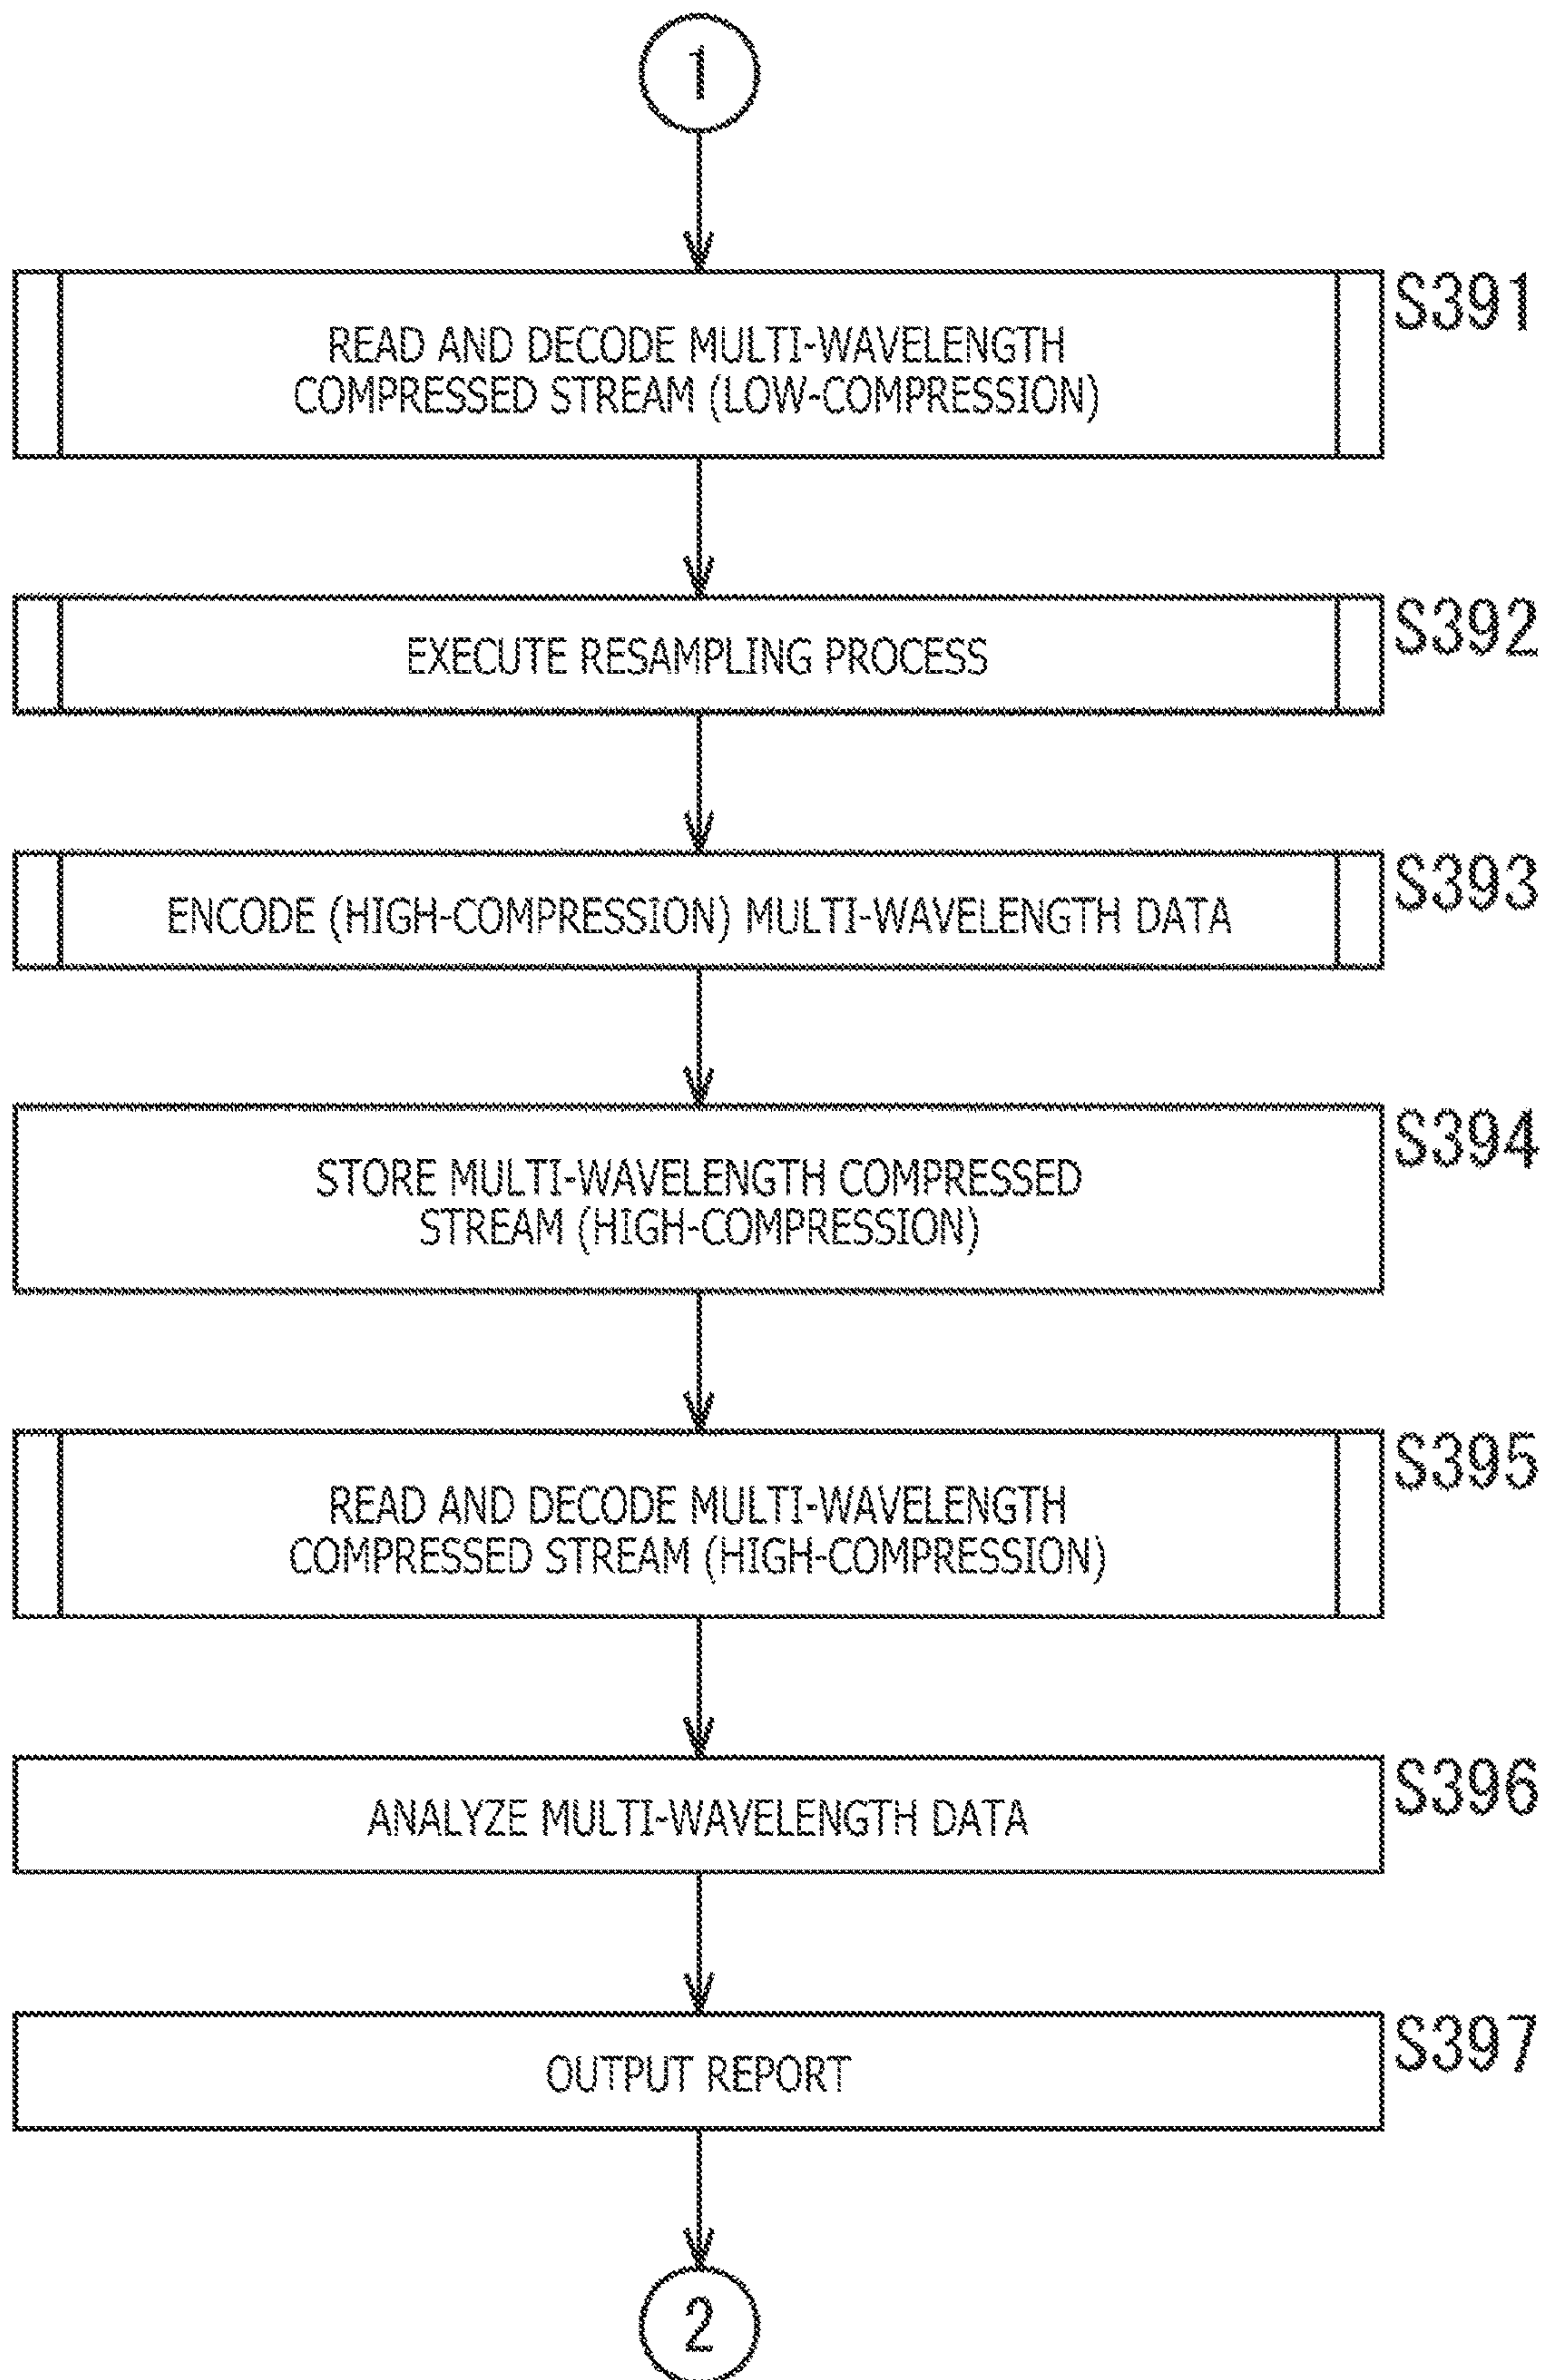 1
READ AND DECODE MULTI-WAVELENGTH
COMPRESSED STREAM (LOW-COMPRESSION)
S391
EXECUTE RESAMPLING PROCESS
S392
ENCODE (HIGH-COMPRESSION) MULTI-WAVELENGTH DATA
S393
STORE MULTI-WAVELENGTH COMPRESSED
STREAM (HIGH-COMPRESSION)
S394
READ AND DECODE MULTI-WAVELENGTH
COMPRESSED STREAM (HIGH-COMPRESSION)
S395
ANALYZE MULTI-WAVELENGTH DATA
S396
OUTPUT REPORT
S397
2